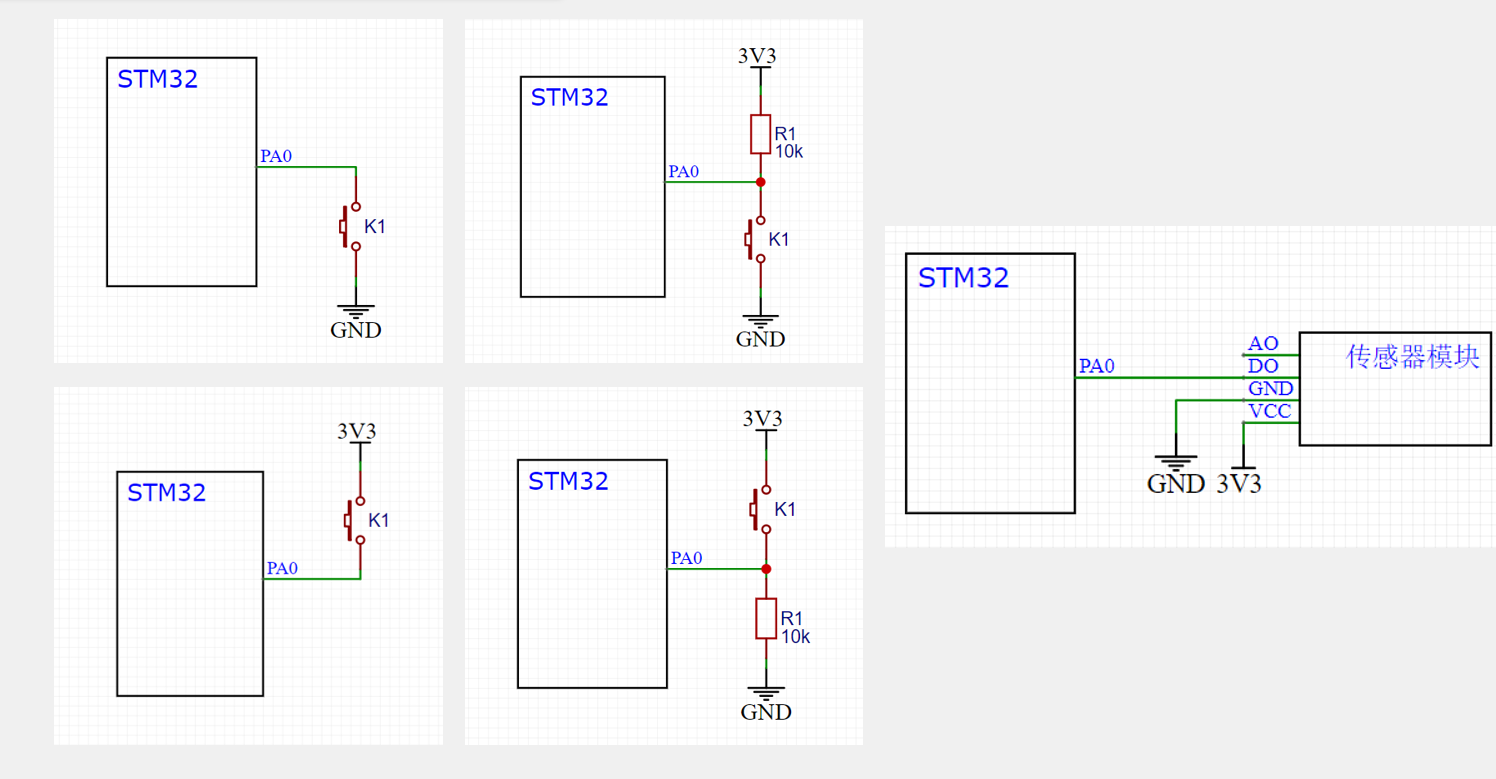 STM32
PA0
K1
GND
3V3
STM32
R1
10k
PA0
K1
GND
3V3
STM32
K1
PA0
3V3
STM32
K1
PA0
R1
10k
GND
STM32
AO
传感器模块
PA0
DO
GND
VCC
GND 3V3